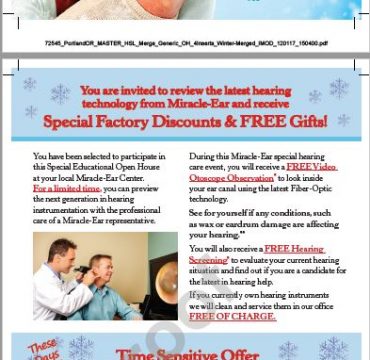 72545_PortlandOR_MASTER_HSL_Merge_Generic_OH_4inserts_Winter-Merged_IMOD_120117_150400.pdf
You are invited to review the latest hearing
technology from Miracle-Ear and receive
Special Factory Discounts & FREE Gifts!
You have been selected to participate in
this Special Educational Open House
at your local Miracle-Ear Center.
For a limited time, you can preview
the next generation in hearing
instrumentation with the professional
care of a Miracle-Ear representative.
During this Miracle-Ear special hearing
care event, you will receive a FREE Video
Otoscope Observation* to look inside
your ear canal using the latest Fiber-Optic
technology.
See for yourself if any conditions, such
as wax or eardrum damage are affecting
your hearing.**
You will also receive a FREE Hearing
Screening* to evaluate your current hearing
situation and find out if you are a candidate for
the latest in hearing help.
If you currently own hearing instruments
we will clean and service them in our office
FREE OF CHARGE.
These
Days
Time Sensitive Offer